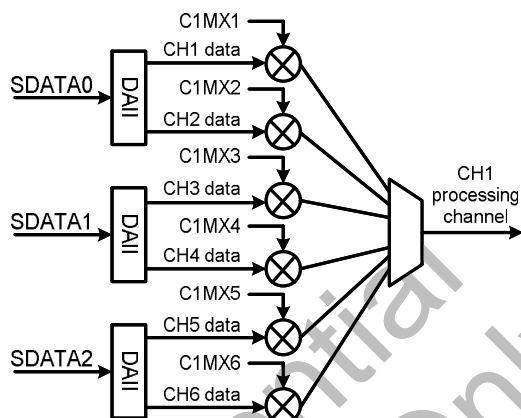 C1MX1
CH1 data
SDATA0
DAII
C1MX2
CH2 data
C1MX3
CH3 data
SDATA1
DAII
C1MX4
CH4 data
CH1
processing
channel
C1MX5
CH5 data
SDATA2
DAII
C1MX6
CH6 data